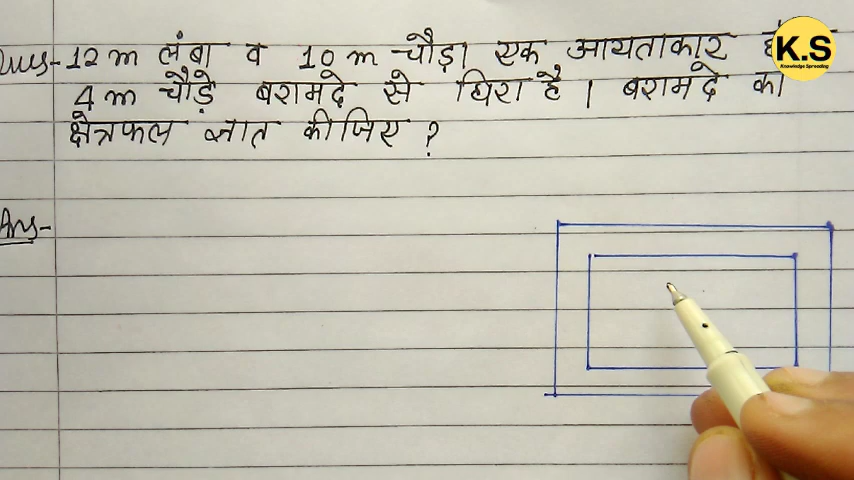 Ques-12 m लंबा व 10 m चौड़ा एक आयताकार
4 m चौड़े बरामदे से घिरा है । बरामदे का
क्षेत्रफल ज्ञात कीजिए ?
Ans-
K.S
Knowledge Spreading